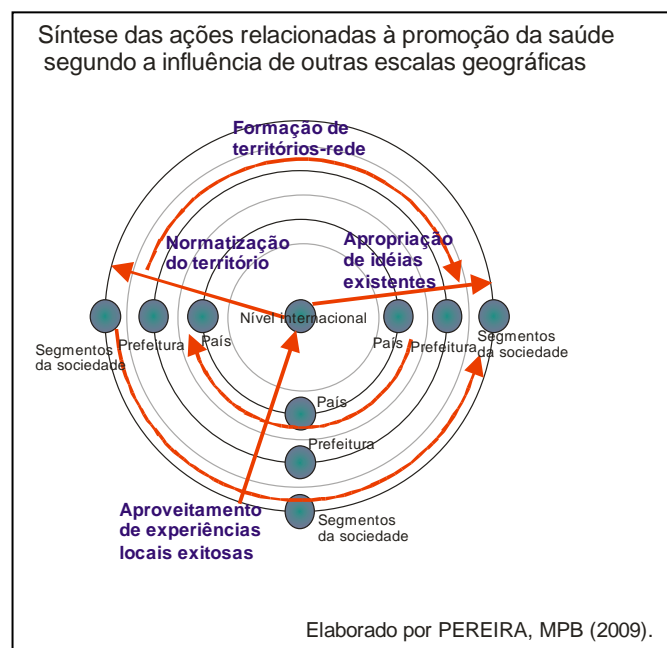 Síntese das ações relacionadas à promoção da saúde
segundo a influência de outras escalas geográficas
Formação de
territórios-rede
Normatização
do território
Apropriação
de idéias
existentes
Nível internacional
Segmentos
da sociedade
Prefeitura
País
País
Prefeitura
Segmentos
da sociedade
País
Prefeitura
Segmentos
da sociedade
Aproveitamento
de experiências
locais exitosas
Elaborado por PEREIRA, MPB (2009).